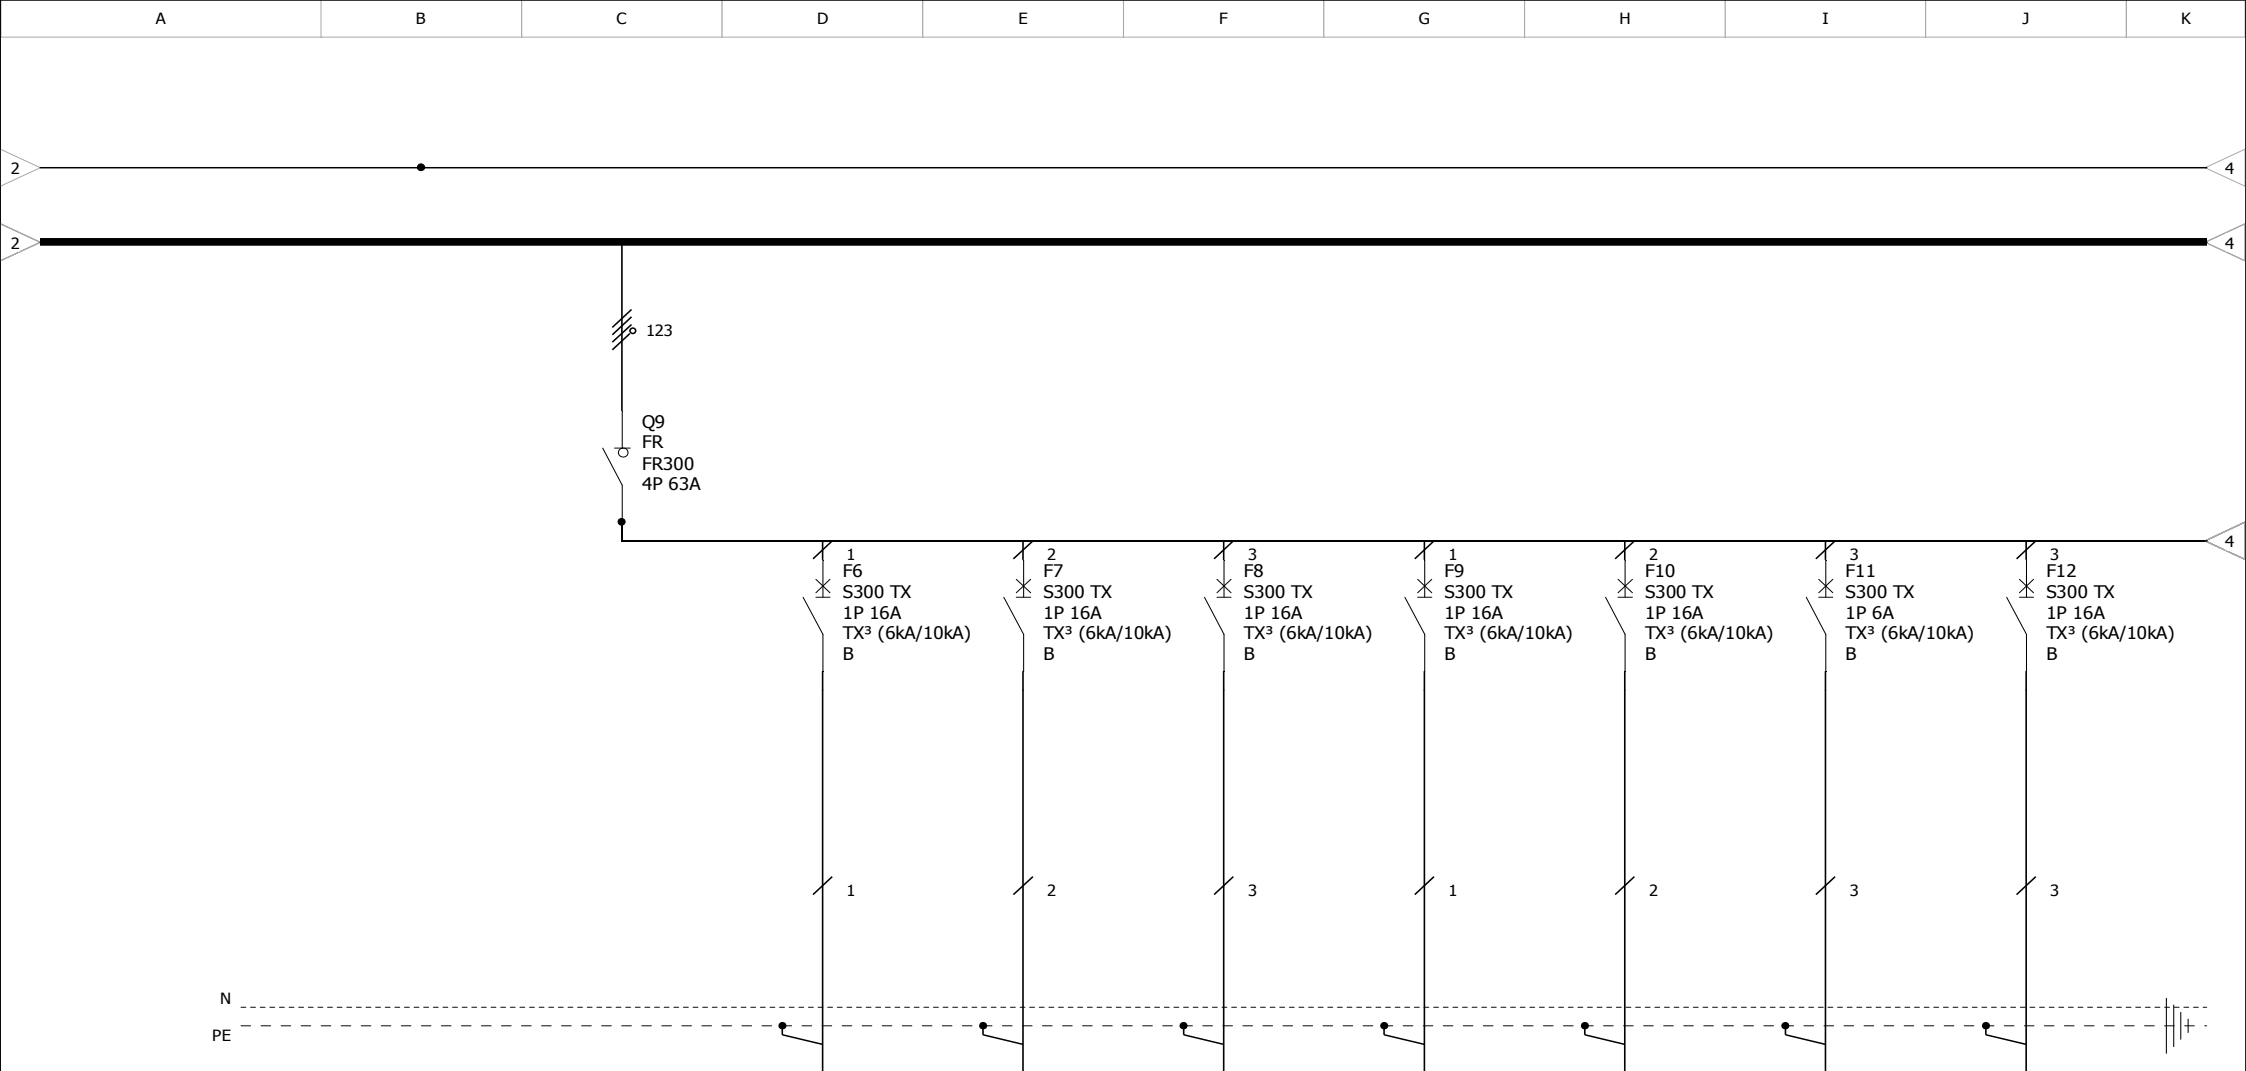 A B C D E F G H I J K
2 4
2 4
123
Q9
FR
FR300
4P 63A
4
1 2 3 1 2 3 3
F6 F7 F8 F9 F10 F11 F12
S300 TX S300 TX S300 TX S300 TX S300 TX S300 TX S300 TX
1P 16A 1P 16A 1P 16A 1P 16A 1P 16A 1P 6A 1P 16A
TX³ (6kA/10kA) TX³ (6kA/10kA) TX³ (6kA/10kA) TX³ (6kA/10kA) TX³ (6kA/10kA) TX³ (6kA/10kA) TX³ (6kA/10kA)
B B B B B B B
1 2 3 1 2 3 3
N
PE